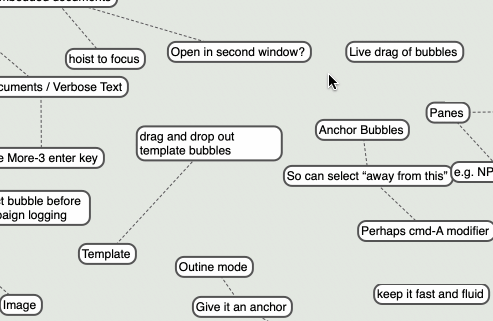 hoist to focus
Open in second window?
Live drag of bubbles
cuments / Verbose Text
Panes
Anchor Bubbles
drag and drop out
template bubbles
e More-3 enter key
So can select “away from this”
e.g. NP
ct bubble before
paign logging
Perhaps cmd-A modifier
Template
Outine mode
keep it fast and fluid
Image
Give it an anchor